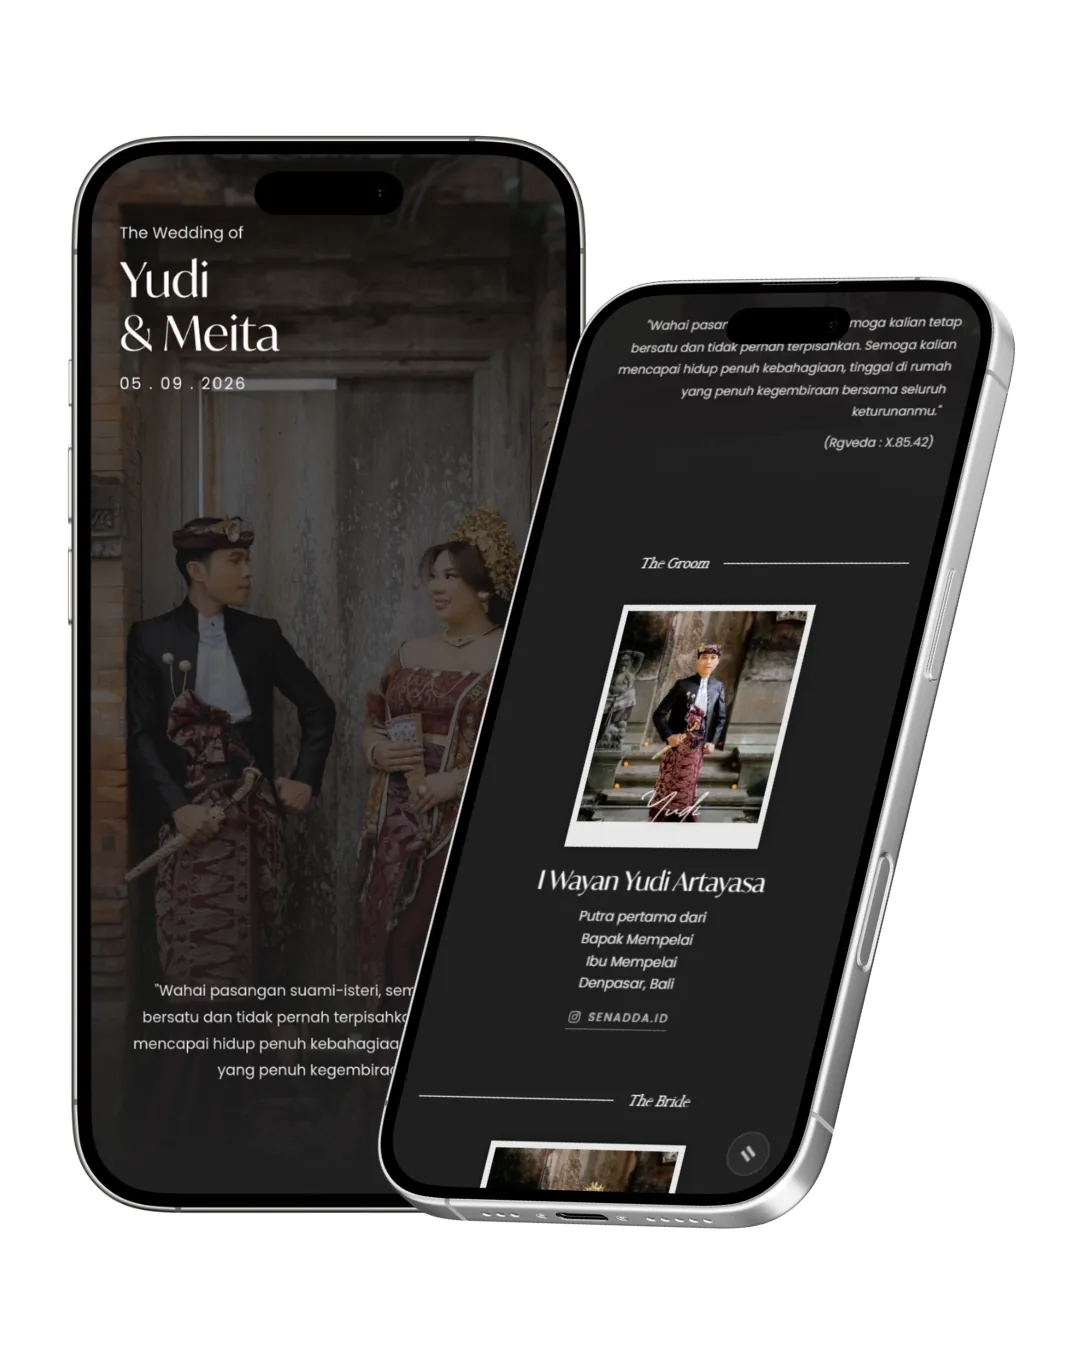 The Wedding of
Yudi
& Meita
05 . 09 . 2026
"Wahai pasangan suami-isteri, sem
bersatu dan tidak pernah terpisahka
mencapai hidup penuh kebahagiaa
yang penuh kegembiraa
"Wahai pasan moga kalian tetap
bersatu dan tidak pernah terpisahkan. Semoga kalian
mencapai hidup penuh kebahagiaan, tinggal di rumah
yang penuh kegembiraan bersama seluruh
keturunanmu."
(Rgveda : X.85.42)
The Groom
Yudi
I Wayan Yudi Artayasa
Putra pertama dari
Bapak Mempelai
Ibu Mempelai
Denpasar, Bali
SENADDA.ID
The Bride